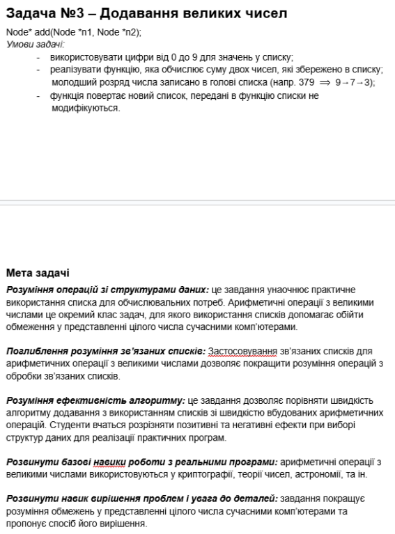 Задача №3 – Додавання великих чисел
Node* add(Node *n1, Node *n2);
Умови задачі:
- використовувати цифри від 0 до 9 для значень у списку;
- реалізувати функцію, яка обчислює суму двох чисел, які збережено в списку;
молодший розряд числа записано в голові списка (напр. 379 ⟹ 9→7→3);
- функція повертає новий список, передані в функцію списки не
модифікуються.
Мета задачі
Розуміння операцій зі структурами даних: це завдання унаочнює практичне
використання списка для обчислювальних потреб. Арифметичні операції з великими
числами це окремий клас задач, для якого використання списків допомагає обійти
обмеження у представленні цілого числа сучасними комп'ютерами.
Поглиблення розуміння зв'язаних списків: Застосовування зв'язаних списків для
арифметичних операції з великими числами дозволяє покращити розуміння операцій з
обробки зв'язаних списків.
Розуміння ефективність алгоритму: це завдання дозволяє порівняти швидкість
алгоритму додавання з використанням списків зі швидкістю вбудованих арифметичних
операцій. Студенти вчаться розрізняти позитивні та негативні ефекти при виборі
структур даних для реалізації практичних програм.
Розвинути базові навики роботи з реальними програми: арифметичні операції з
великими числами використовуються у криптографії, теорії чисел, астрономії, та ін.
Розвинути навик вирішення проблем і увага до деталей: завдання покращує
розуміння обмежень у представленні цілого числа сучасними комп'ютерами та
пропонує спосіб його вирішення.